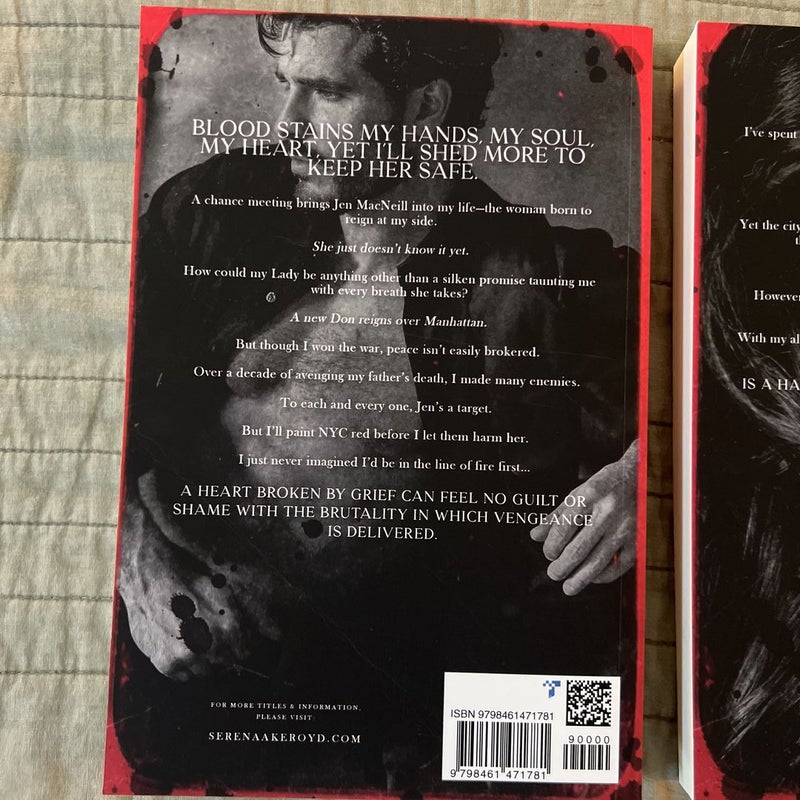 BLOOD STAINS MY HANDS, MY SOUL,
MY HEART, YET I'LL SHED MORE TO
KEEP HER SAFE.
A chance meeting brings Jen MacNeill into my life—the woman born to
reign at my side.
She just doesn't know it yet.
How could my Lady be anything other than a silken promise taunting me
with every breath she takes?
A new Don reigns over Manhattan.
But though I won the war, peace isn't easily brokered.
Over a decade of avenging my father's death, I made many enemies.
To each and every one, Jen's a target.
But I'll paint NYC red before I let them harm her.
I just never imagined I'd be in the line of fire first...
A HEART BROKEN BY GRIEF CAN FEEL NO GUILT OR
SHAME WITH THE BRUTALITY IN WHICH VENGEANCE
IS DELIVERED.
FOR MORE TITLES & INFORMATION,
PLEASE VISIT:
SERENAAKEROYD.COM
ISBN 9798461471781
90000
9 798461 471781
I've spent
Yet the city
th
However
With my al
IS A HA